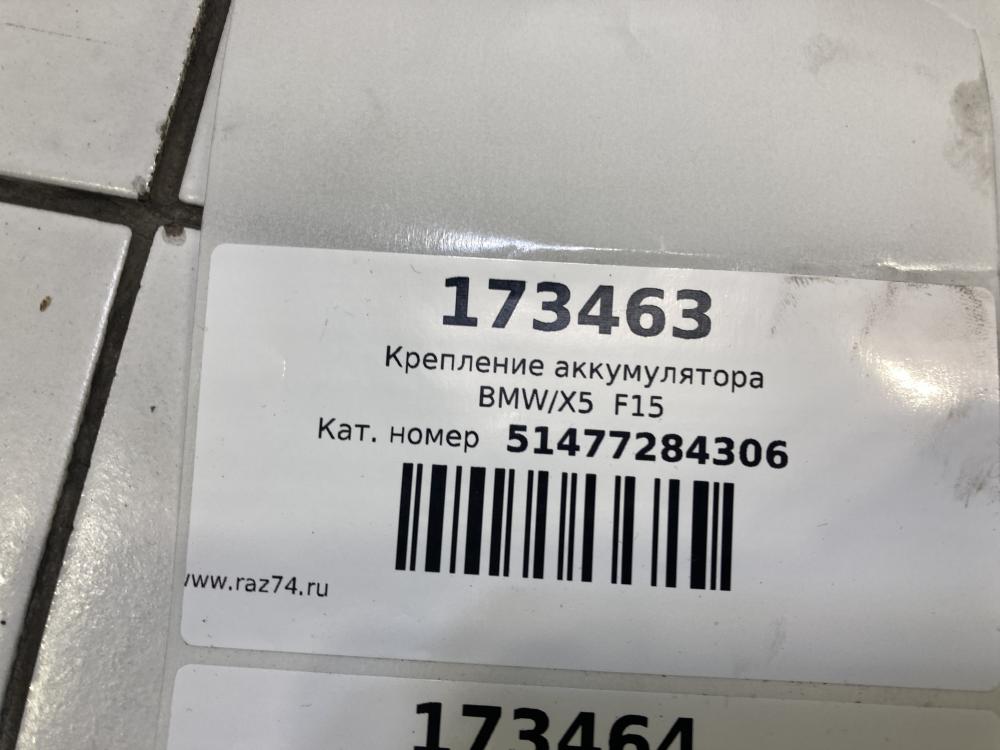 173463
Крепление аккумулятора
BMW/X5 F15
Кат. номер 51477284306
www.raz74.ru
173464